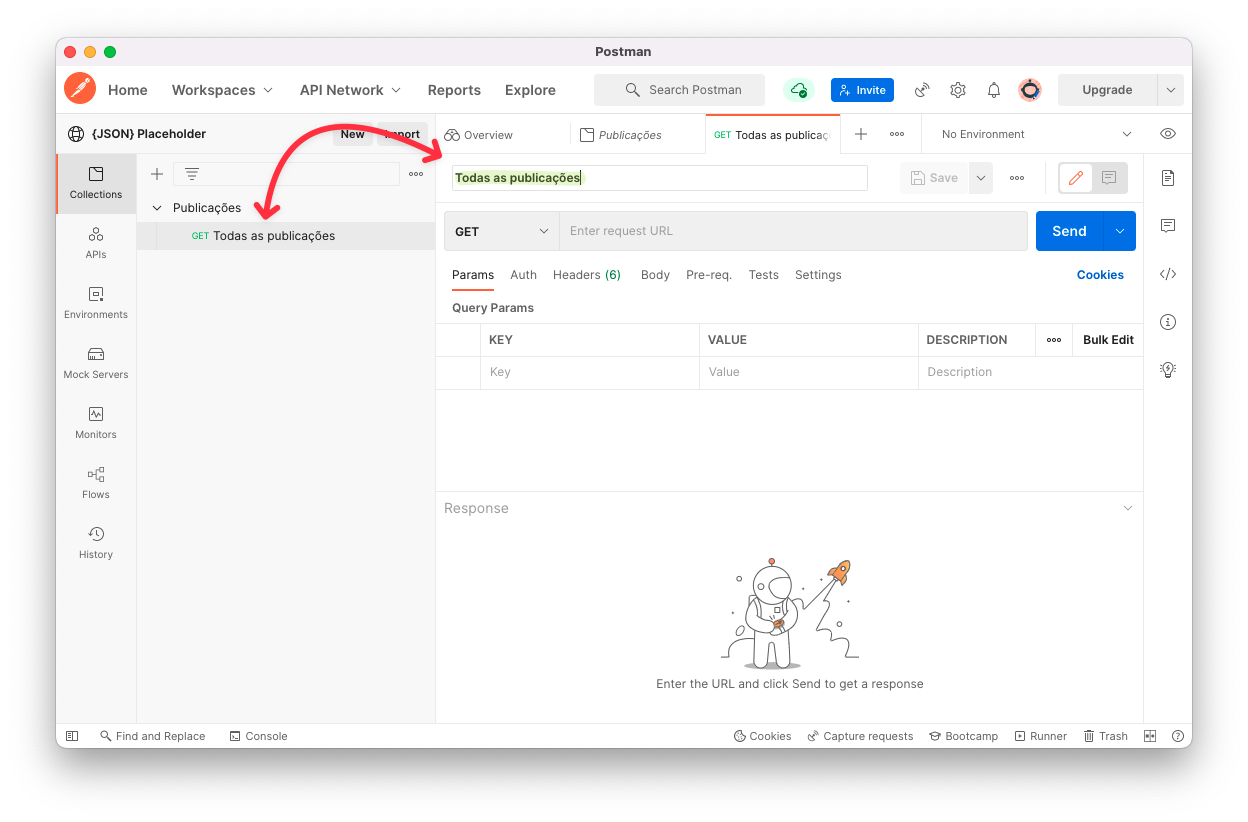 Postman
Home Workspaces API Network Reports Explore Search Postman Invite Upgrade
{JSON} Placeholder New Import Overview Publicações GET Todas as publicaç No Environment
Collections
APIs
Environments
Mock Servers
Monitors
Flows
History
Publicações
GET Todas as publicações
Todas as publicações Save
GET Enter request URL Send
Params Auth Headers (6) Body Pre-req. Tests Settings Cookies
Query Params
KEY VALUE DESCRIPTION Bulk Edit
Key Value Description
Response
Enter the URL and click Send to get a response
Find and Replace Console Cookies Capture requests Bootcamp Runner Trash